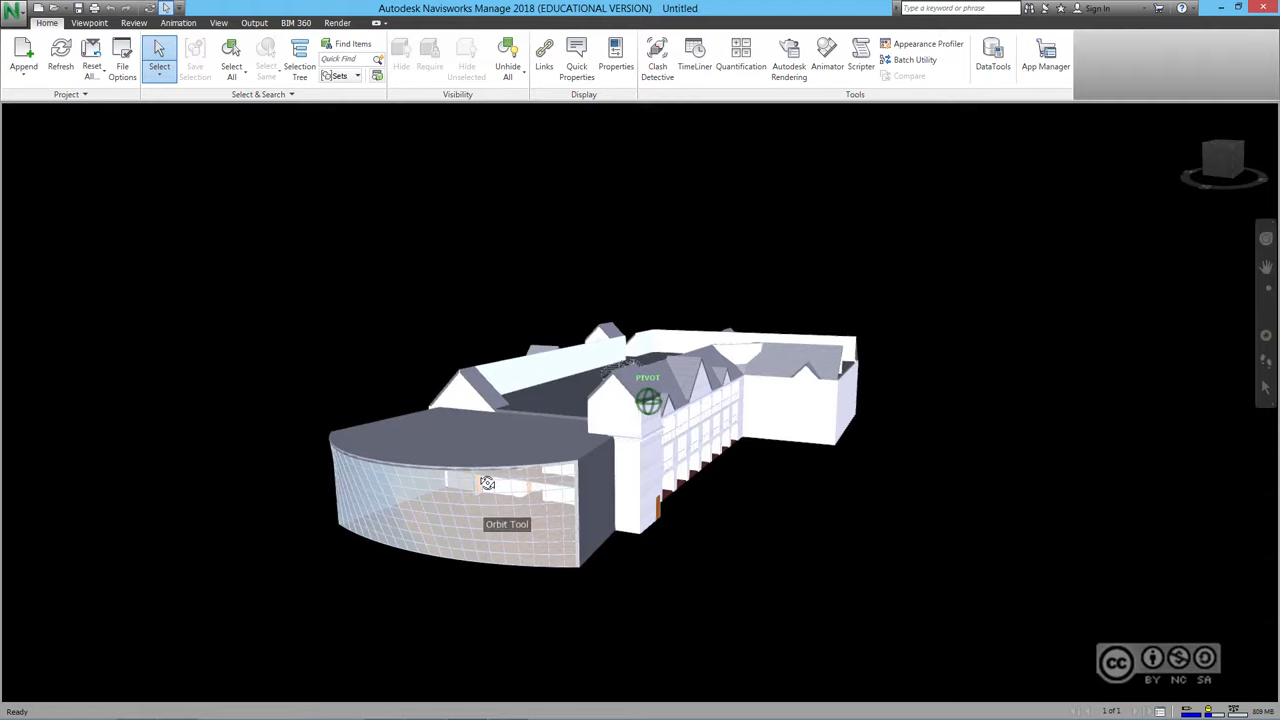 Autodesk Navisworks Manage 2018 (EDUCATIONAL VERSION) Untitled
Type a keyword or phrase
Sign In
Home Viewpoint Review Animation View Output BIM 360 Render
Append
Refresh
Reset All...
File Options
Select
Save Selection
Select All
Select Same
Selection Tree
Find Items
Quick Find
Sets
Hide
Require
Hide Unselected
Unhide All
Links
Quick Properties
Properties
Clash Detective
TimeLiner
Quantification
Autodesk Rendering
Animator
Scripter
Appearance Profiler
Batch Utility
Compare
DataTools
App Manager
Project
Select & Search
Visibility
Display
Tools
PIVOT
Orbit Tool
cc
BY NC SA
Ready
1 of 1
809 MB